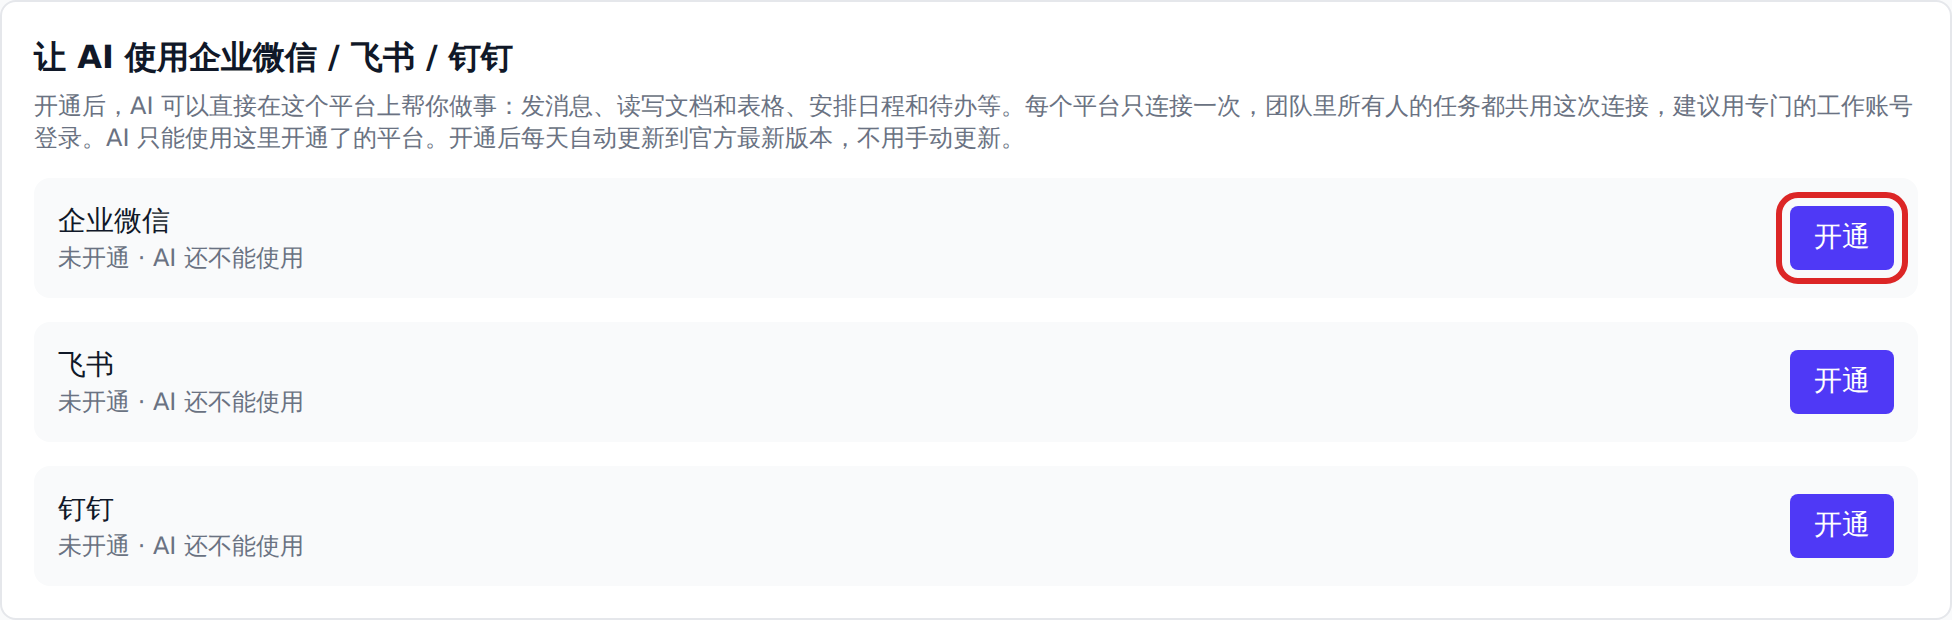 让 AI 使用企业微信 / 飞书 / 钉钉
开通后，AI 可以直接在这个平台上帮你做事：发消息、读写文档和表格、安排日程和待办等。每个平台只连接一次，团队里所有人的任务都共用这次连接，建议用专门的工作账号
登录。AI 只能使用这里开通了的平台。开通后每天自动更新到官方最新版本，不用手动更新。
企业微信
未开通 · AI 还不能使用
开通
飞书
未开通 · AI 还不能使用
开通
钉钉
未开通 · AI 还不能使用
开通